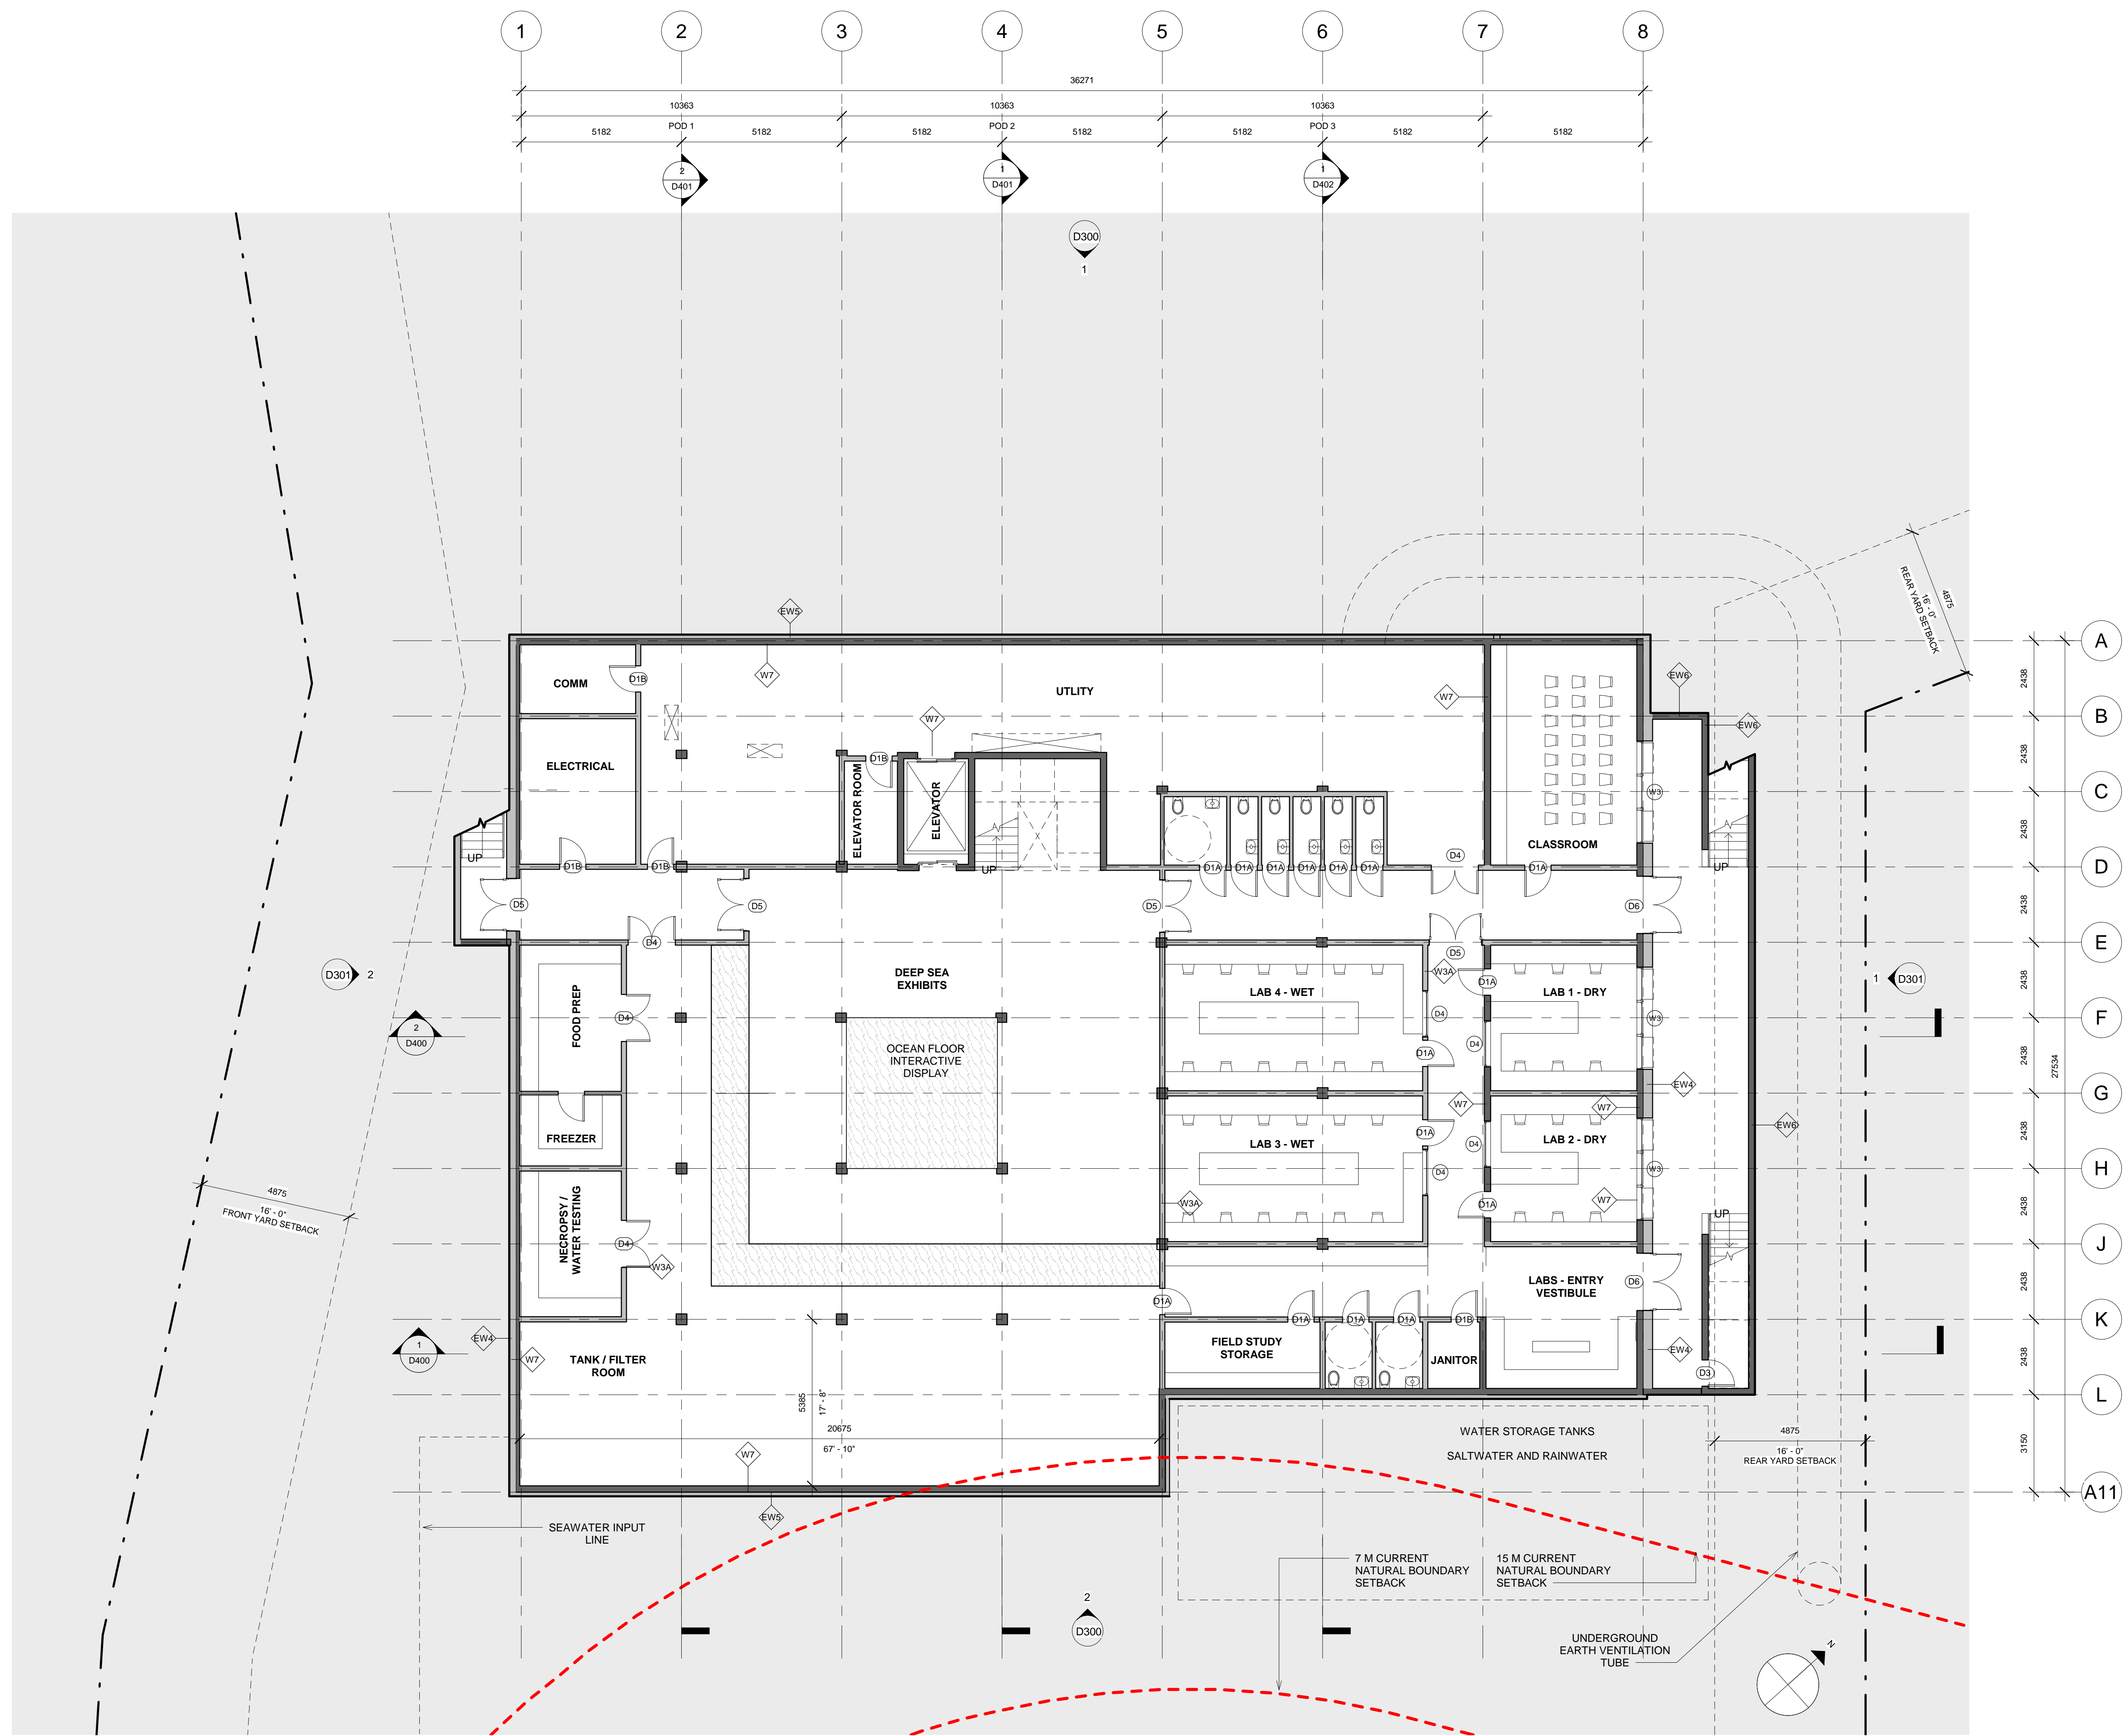 1 2 3 4 5 6 7 8
36271
10363 10363 10363
POD 1 POD 2 POD 3
5182 5182 5182 5182 5182 5182 5182
2
D401
1
D401
1
D402
D300
1
4875
16' - 0"
REAR YARD SETBACK
EW5
A
COMM
D1B
W7
UTLITY
W7
EW6
2438
W7
B
EW6
ELECTRICAL
D1B
2438
ELEVATOR ROOM
ELEVATOR
C
W3
CLASSROOM
2438
UP
UP
UP
D1B
D1B
D1A
D1A
D1A
D1A
D1A
D1A
D4
D1A
D
D5
D5
D5
D6
2438
D4
E
D5
D301
2
DEEP SEA
EXHIBITS
W3A
D1A
1
D301
2438
FOOD PREP
LAB 4 - WET
LAB 1 - DRY
D4
D4
W3
F
2
D400
D4
OCEAN FLOOR
INTERACTIVE
DISPLAY
D1A
2438
27534
EW4
G
W7
W7
EW6
FREEZER
D1A
LAB 3 - WET
LAB 2 - DRY
D4
2438
D4
W3
H
4875
16' - 0"
FRONT YARD SETBACK
NECROPSY /
WATER TESTING
W3A
D1A
W7
2438
UP
D4
J
W3A
LABS - ENTRY
VESTIBULE
D6
2438
D1A
D1A
D1A
D1A
D1B
K
EW4
1
D400
W7
TANK / FILTER
ROOM
FIELD STUDY
STORAGE
JANITOR
EW4
2438
D3
L
5385
17' - 8"
20675
67' - 10"
W7
WATER STORAGE TANKS
SALTWATER AND RAINWATER
4875
16' - 0"
REAR YARD SETBACK
3150
A11
EW5
SEAWATER INPUT
LINE
7 M CURRENT
NATURAL BOUNDARY
SETBACK
15 M CURRENT
NATURAL BOUNDARY
SETBACK
2
D300
UNDERGROUND
EARTH VENTILATION
TUBE
N